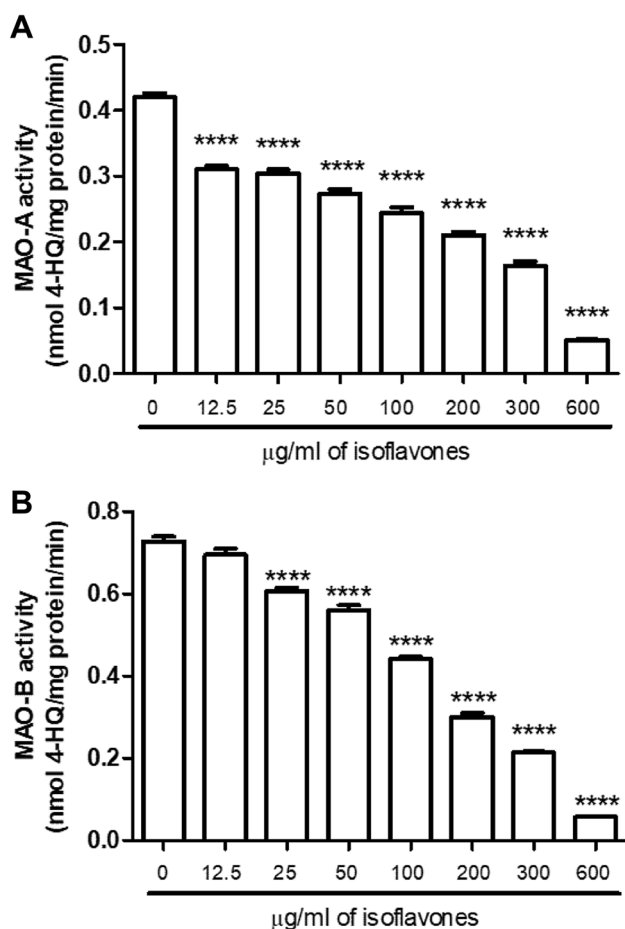 A
MAO-A activity
(nmol 4-HQ/mg protein/min)
0.5
0.4
0.3
0.2
0.1
0.0
**** **** **** **** **** **** ****
0 12.5 25 50 100 200 300 600
μg/ml of isoflavones
B
MAO-B activity
(nmol 4-HQ/mg protein/min)
0.8
0.6
0.4
0.2
0.0
**** **** **** **** **** ****
0 12.5 25 50 100 200 300 600
μg/ml of isoflavones